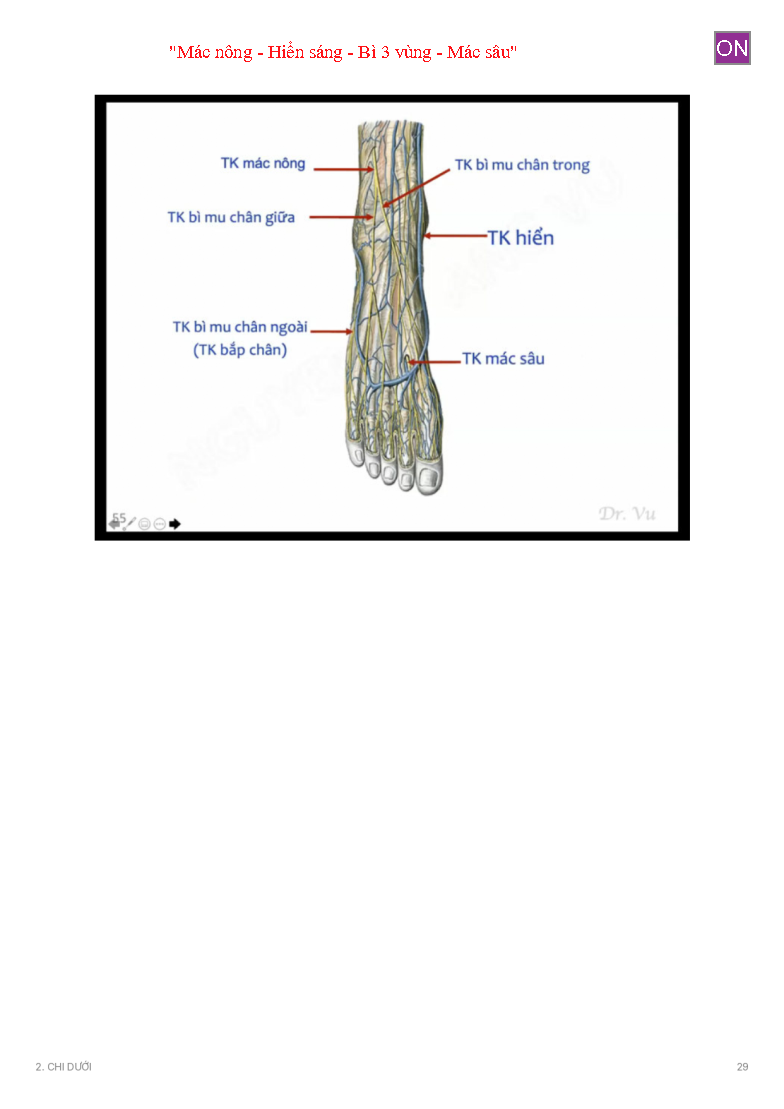 "Mác nông - Hiển sáng - Bì 3 vùng - Mác sâu"
ON
TK mác nông
TK bì mu chân trong
TK bì mu chân giữa
TK hiển
TK bì mu chân ngoài
(TK bắp chân)
TK mác sâu
55
Dr. Vu
2. CHI DƯỚI
29